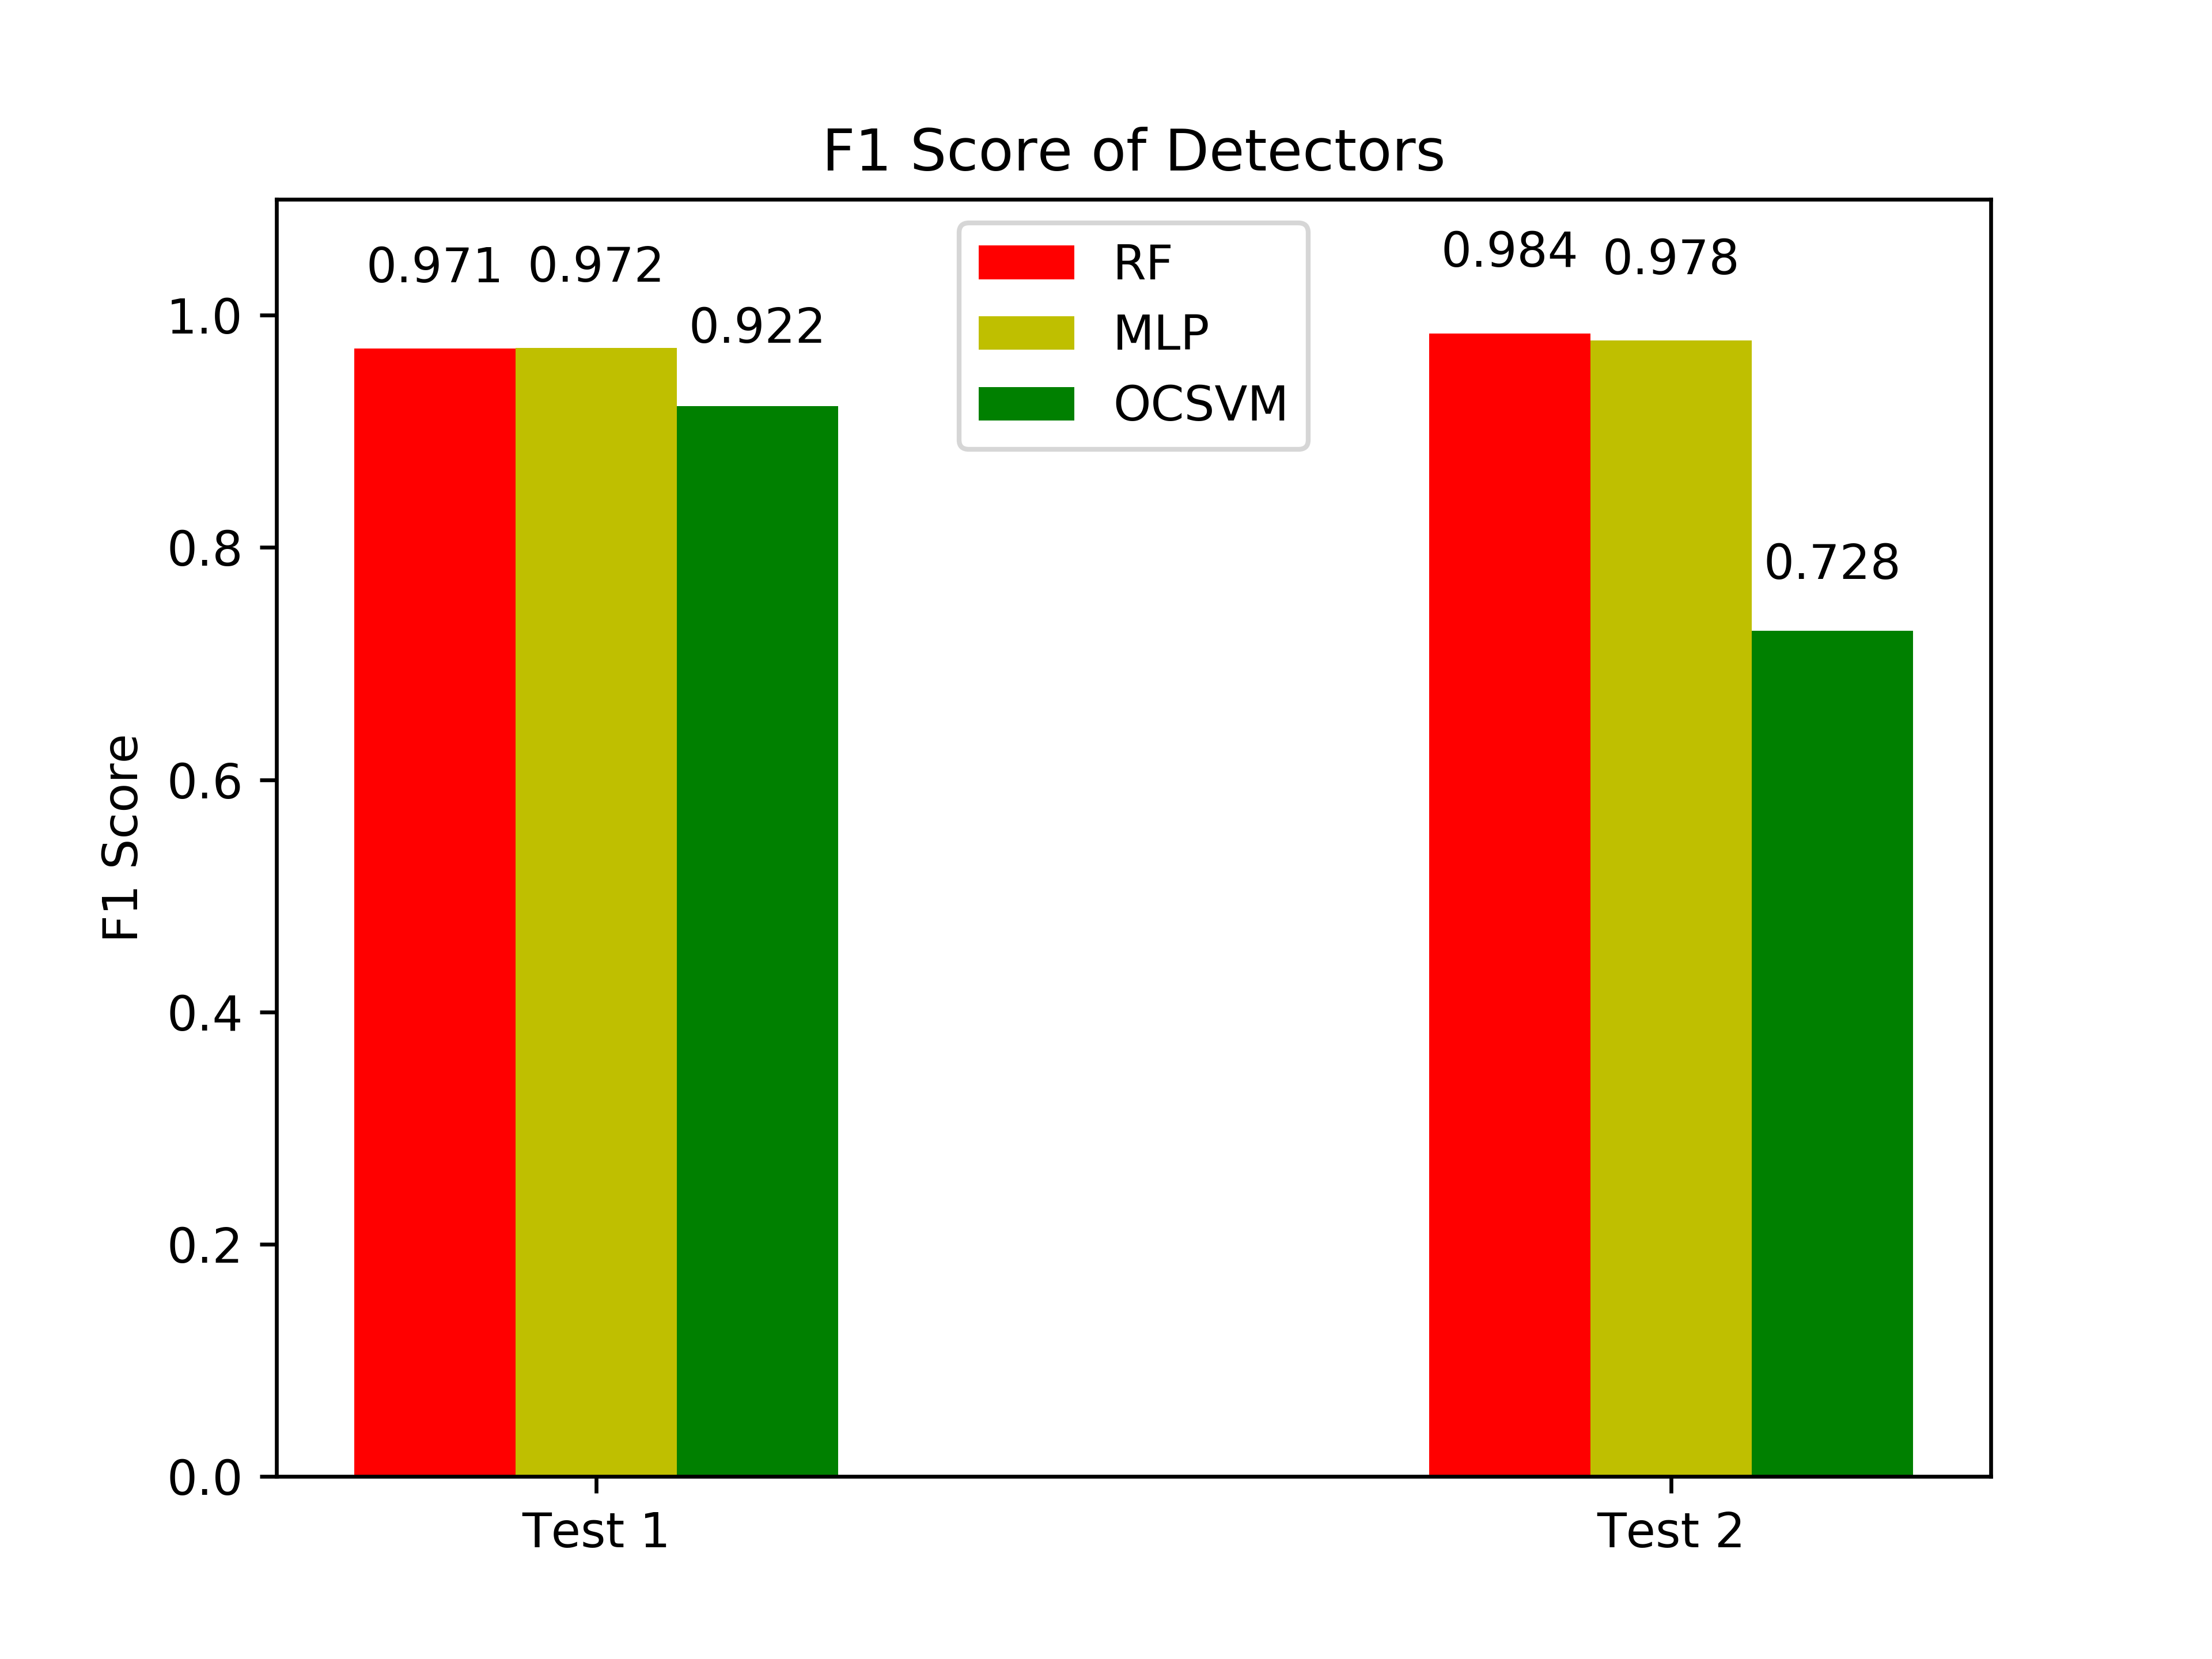 F1 Score of Detectors
0.971 0.972 0.922 0.984 0.978 0.728
RF
MLP
OCSVM
F1 Score
1.0
0.8
0.6
0.4
0.2
0.0
Test 1 Test 2